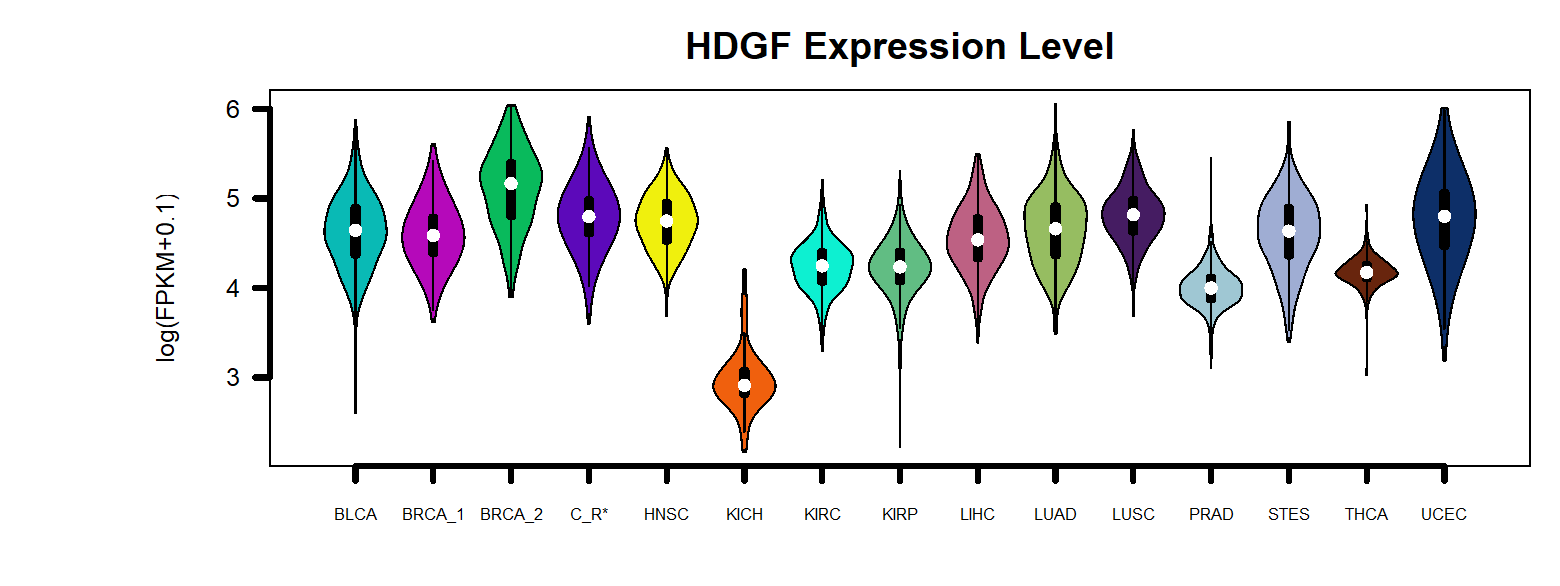 HDGF Expression Level
log(FPKM+0.1)
6
5
4
3
BLCA BRCA_1 BRCA_2 C_R* HNSC KICH KIRC KIRP LIHC LUAD LUSC PRAD STES THCA UCEC